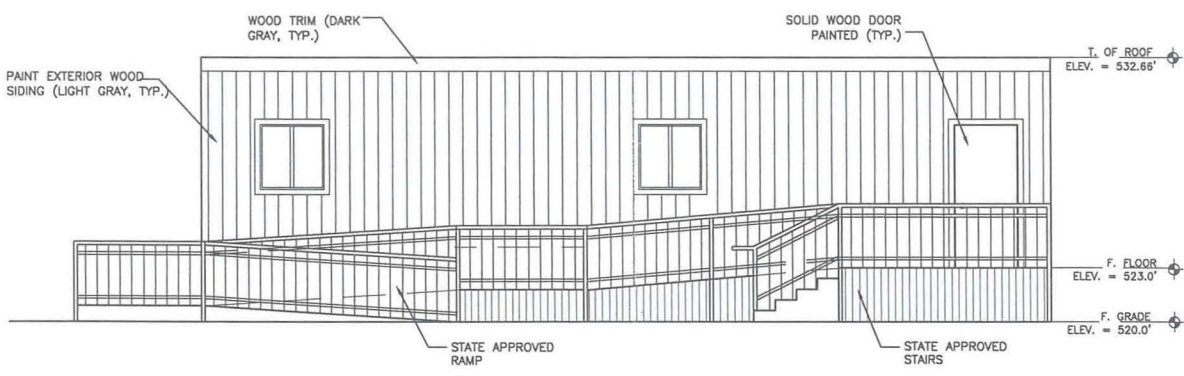 WOOD TRIM (DARK
GRAY, TYP.)
SOLID WOOD DOOR
PAINTED (TYP.)
T. OF ROOF
ELEV. = 532.66'
PAINT EXTERIOR WOOD
SIDING (LIGHT GRAY, TYP.)
F. FLOOR
ELEV. = 523.0'
F. GRADE
ELEV. = 520.0'
STATE APPROVED
RAMP
STATE APPROVED
STAIRS